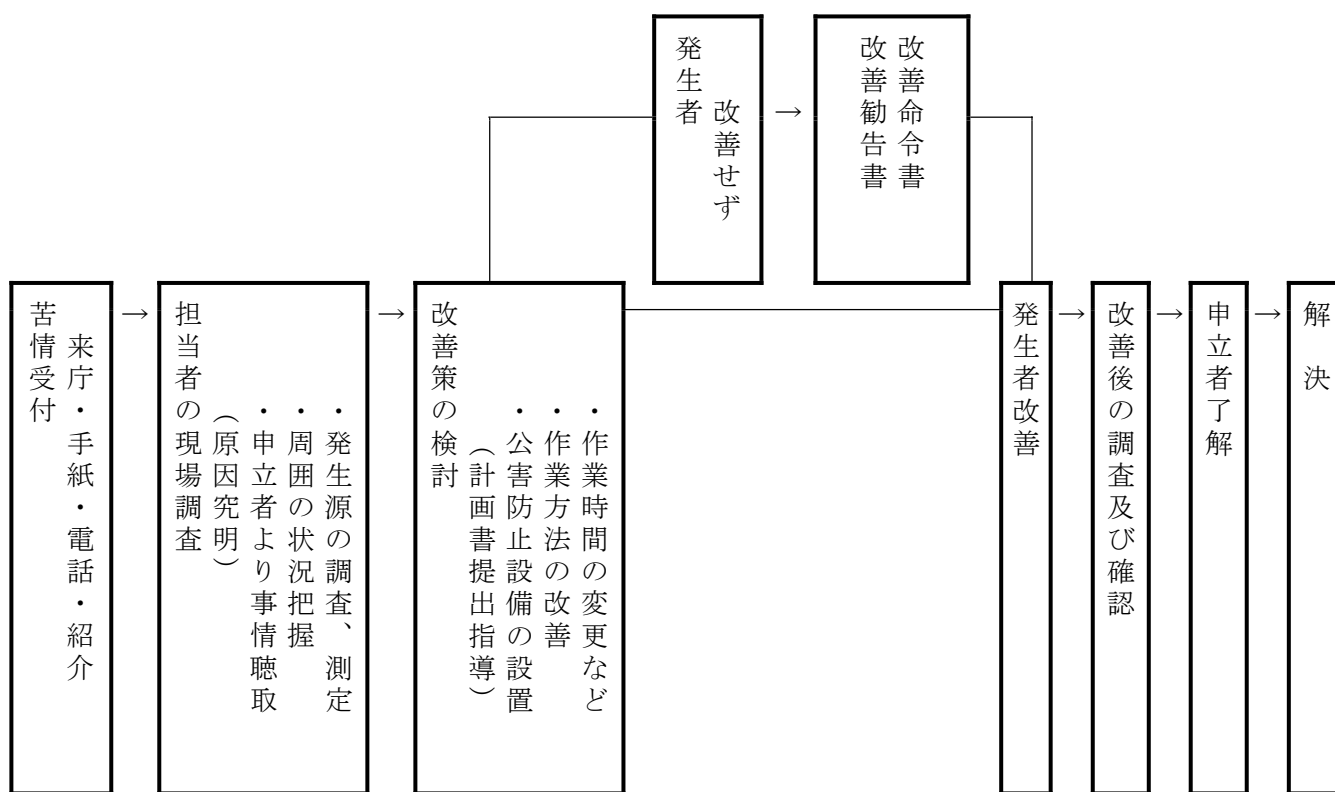 苦情受付
来庁・手紙・電話・紹介
→
担当者の現場調査
（原因究明）
・申立者より事情聴取
・周囲の状況把握
・発生源の調査、測定
→
改善策の検討
（計画書提出指導）
・公害防止設備の設置
・作業方法の改善
・作業時間の変更など
発生者
改善せず
→
改善勧告書
改善命令書
発生者改善
→
改善後の調査及び確認
→
申立者了解
→
解　決